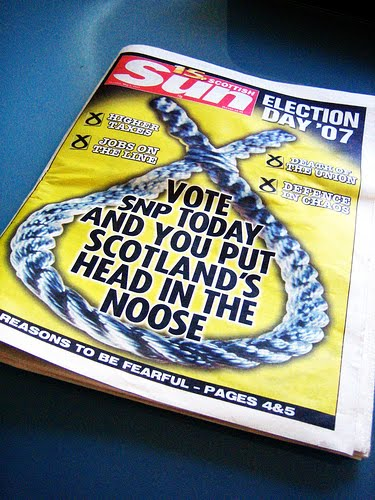 15p SCOTTISH
Sun
ELECTION
DAY '07
HIGHER
TAXES
JOBS ON
THE LINE
DEATH OF
THE UNION
DEFENCE
IN CHAOS
VOTE
SNP TODAY
AND YOU PUT
SCOTLAND'S
HEAD IN THE
NOOSE
REASONS TO BE FEARFUL - PAGES 4&5